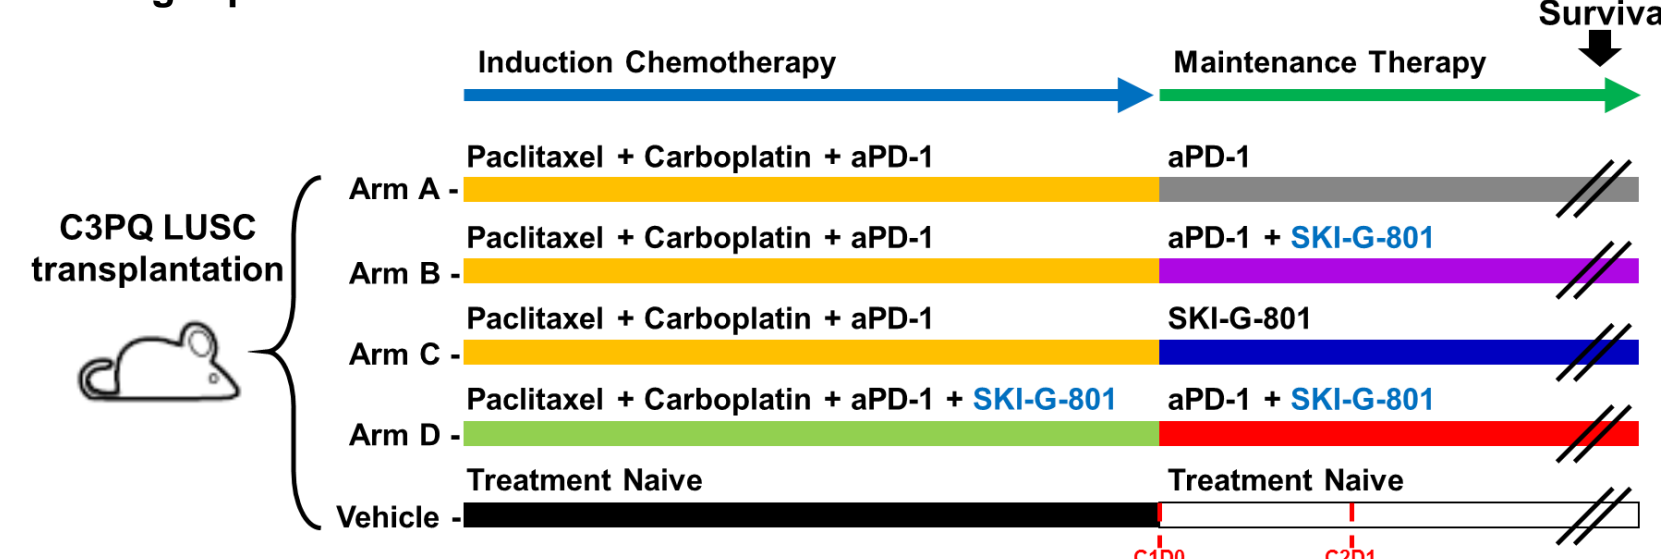 Surviva
Induction Chemotherapy
Maintenance Therapy
Paclitaxel + Carboplatin + aPD-1
aPD-1
Arm A -
C3PQ LUSC
transplantation
Paclitaxel + Carboplatin + aPD-1
aPD-1 + SKI-G-801
Arm B -
Paclitaxel + Carboplatin + aPD-1
SKI-G-801
Arm C -
Paclitaxel + Carboplatin + aPD-1 + SKI-G-801
aPD-1 + SKI-G-801
Arm D -
Treatment Naive
Treatment Naive
Vehicle -
C1D0
C2D1